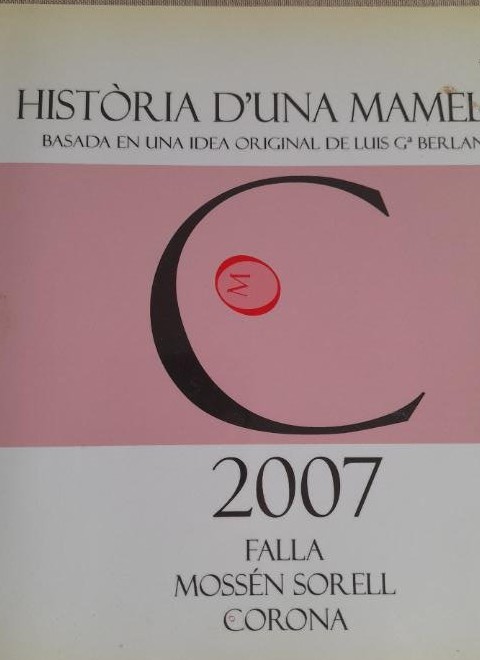 HISTÒRIA D'UNA MAMEL
BASADA EN UNA IDEA ORIGINAL DE LUIS Gª BERLAN
C
M
2007
FALLA
MOSSÉN SORELL
CORONA